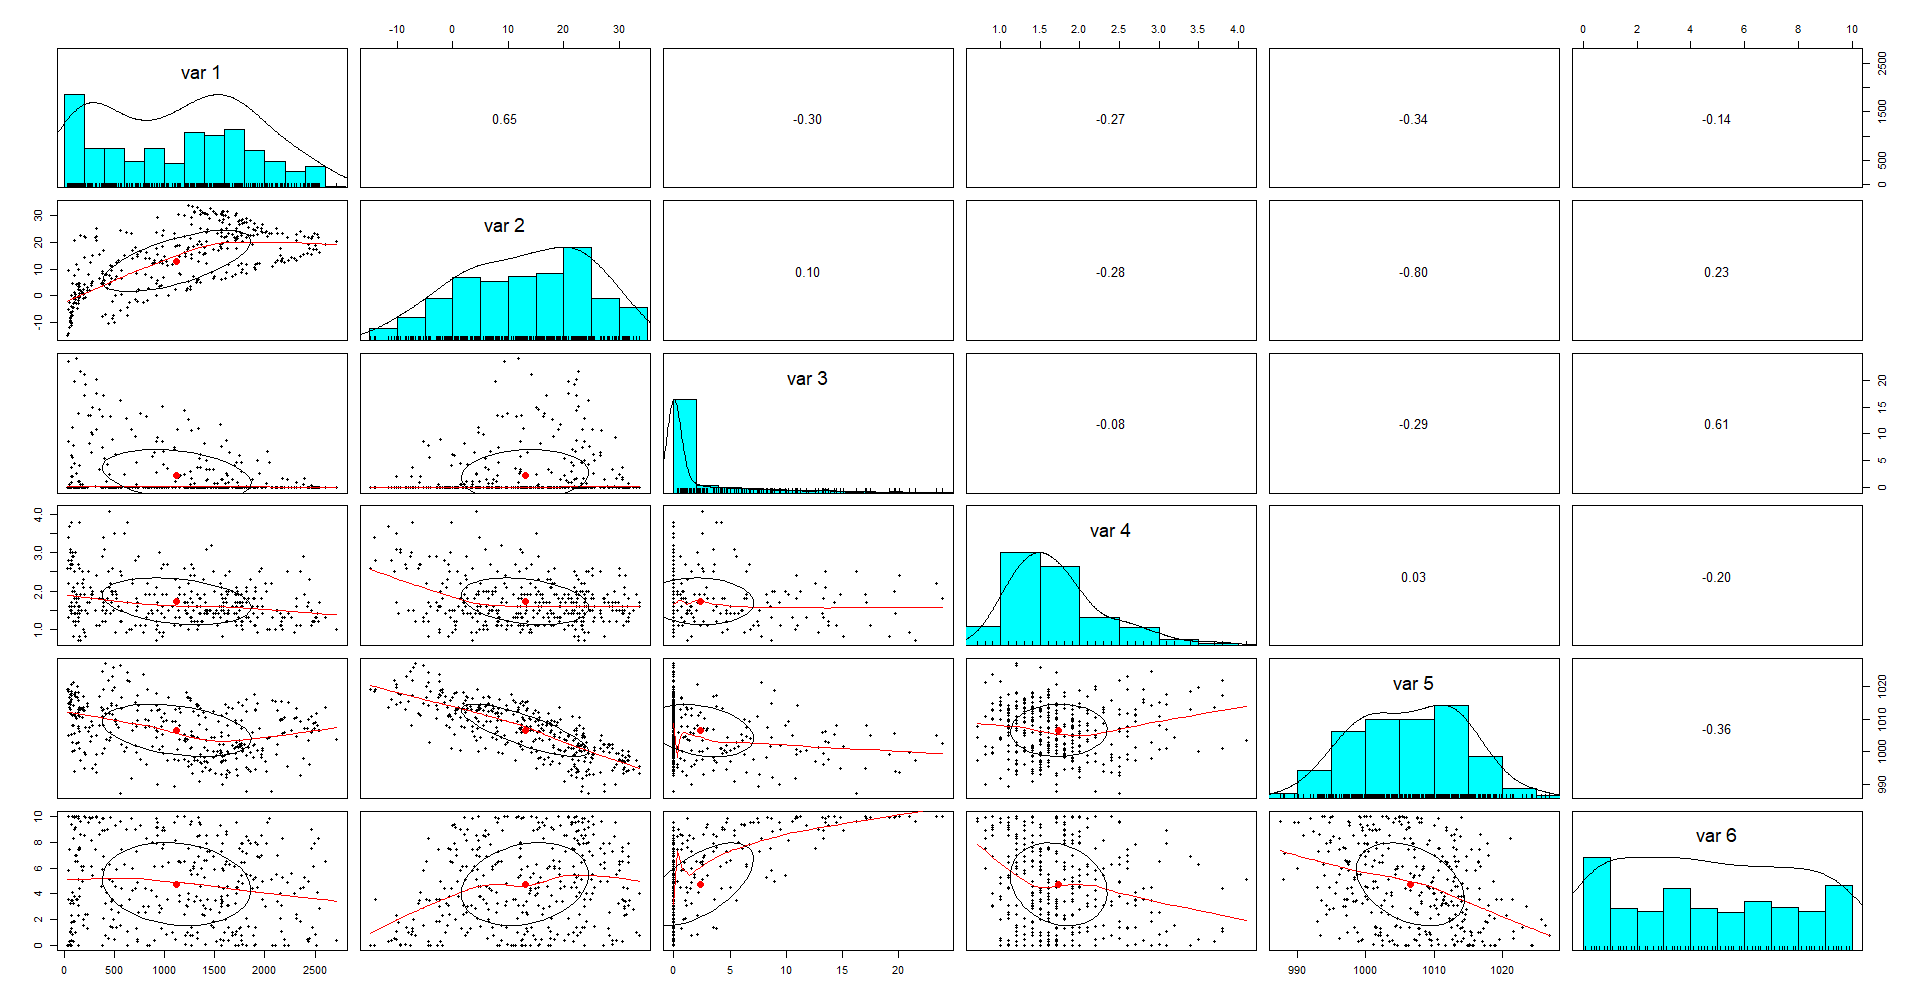 -10 0 10 20 30
1.0 1.5 2.0 2.5 3.0 3.5 4.0
0 2 4 6 8 10
var 1
0.65
-0.30
-0.27
-0.34
-0.14
0 500 1500 2500
-10 0 10 20 30
var 2
0.10
-0.28
-0.80
0.23
var 3
-0.08
-0.29
0.61
0 5 10 15 20
1.0 2.0 3.0 4.0
var 4
0.03
-0.20
var 5
-0.36
990 1000 1010 1020
0 2 4 6 8 10
var 6
0 500 1000 1500 2000 2500
0 5 10 15 20
990 1000 1010 1020